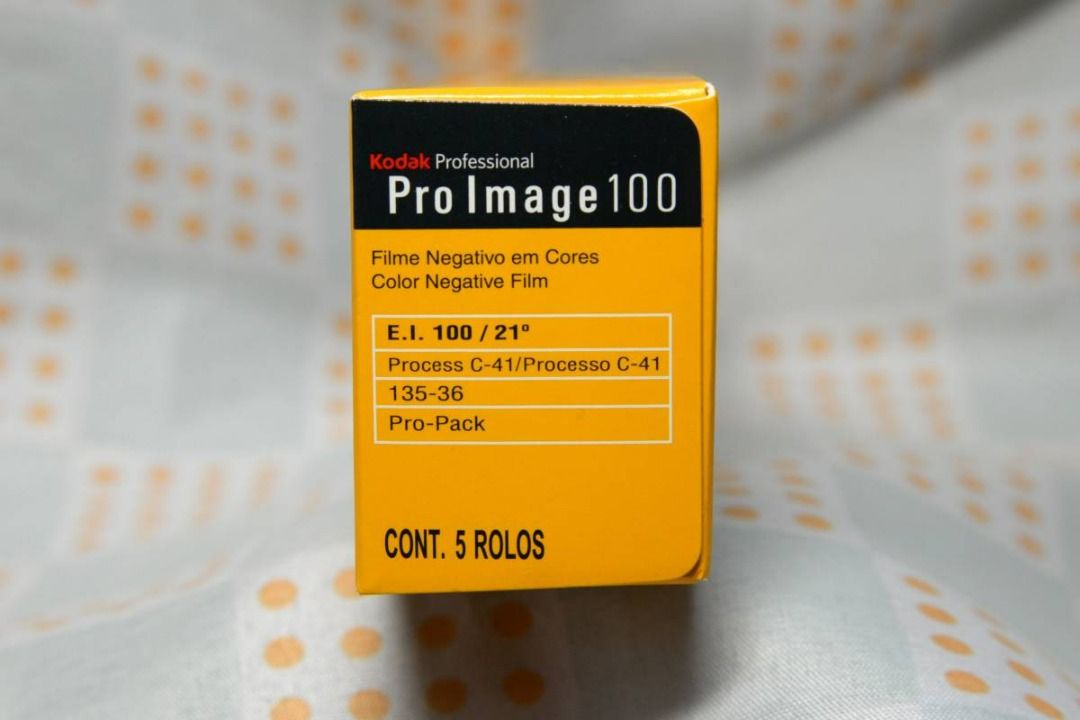 Kodak Professional
Pro Image 100
Filme Negativo em Cores
Color Negative Film
E.I. 100 / 21º
Process C-41/Processo C-41
135-36
Pro-Pack
CONT. 5 ROLOS